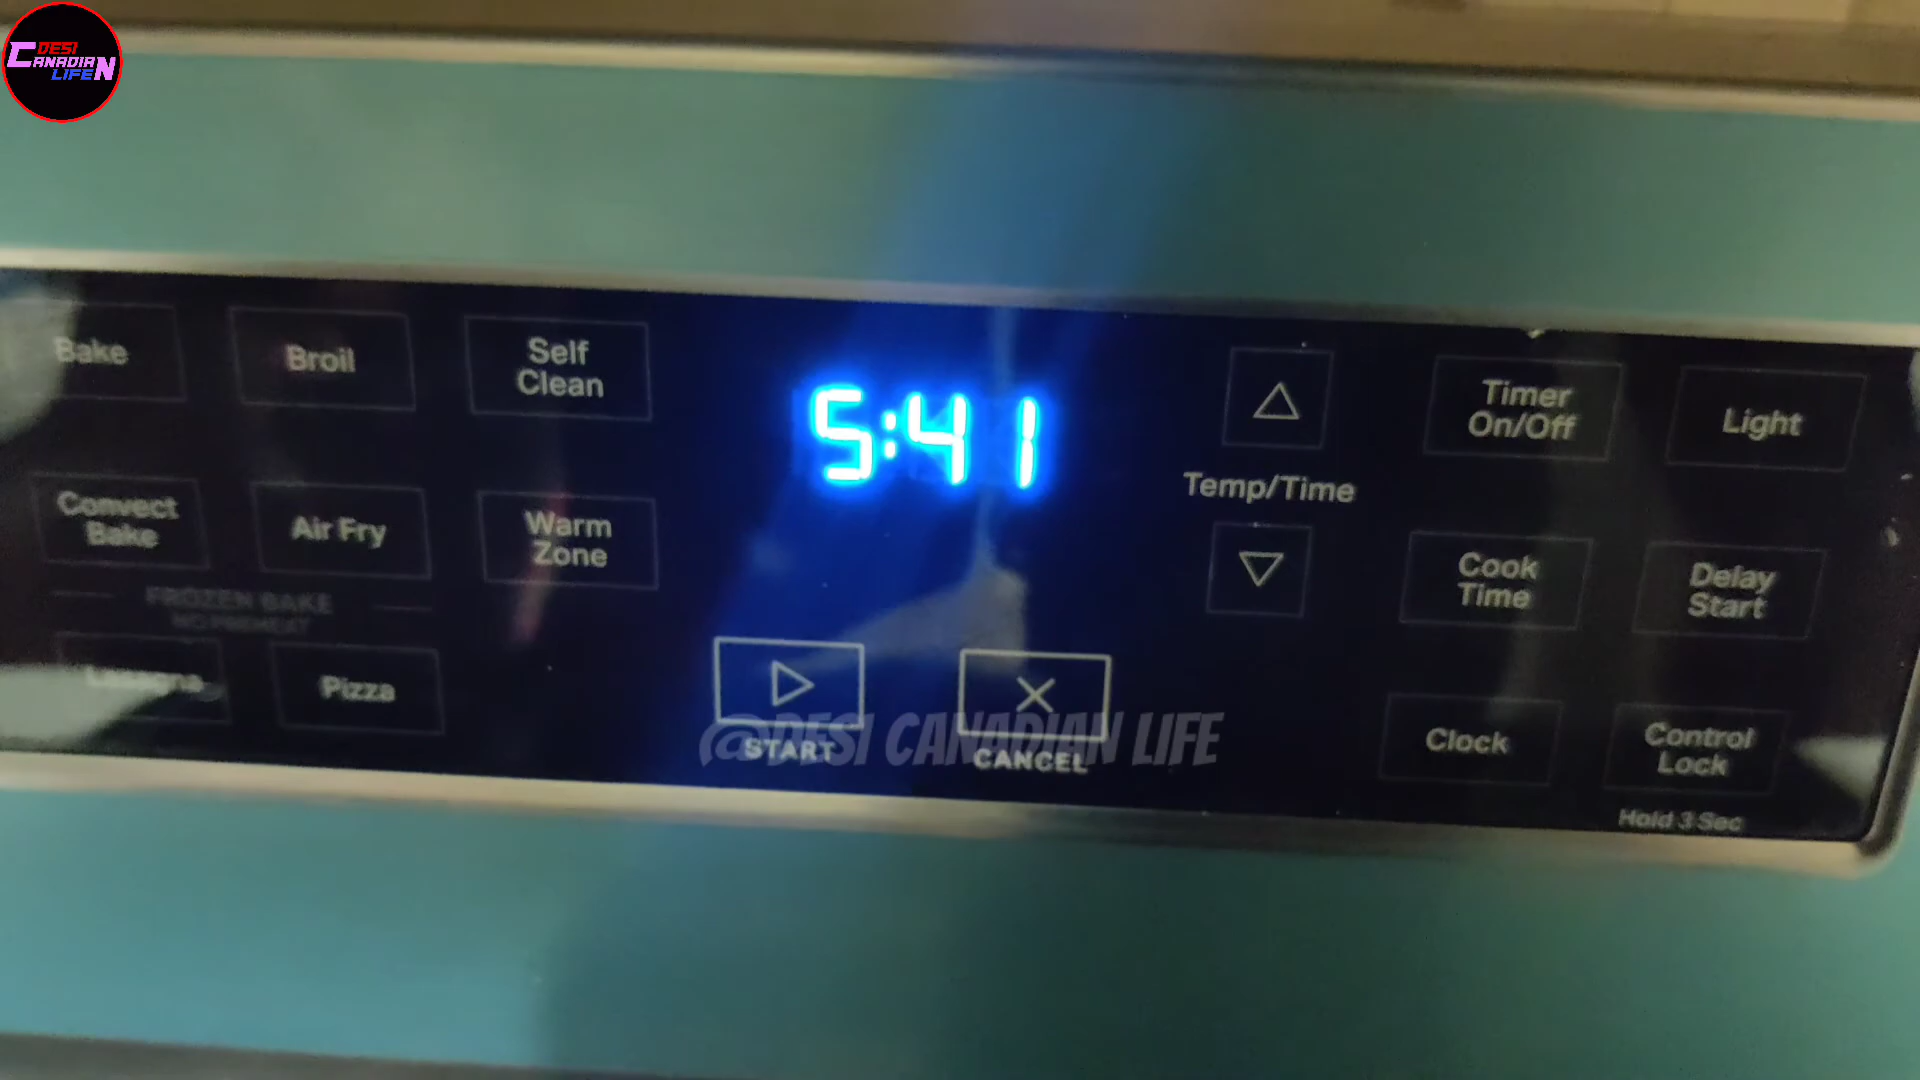 DESI
CANADIAN
LIFE
Bake
Broil
Self
Clean
5:41
Timer
On/Off
Light
Temp/Time
Convect
Bake
Air Fry
Warm
Zone
Cook
Time
Delay
Start
FROZEN BAKE
NO PREHEAT
Pizza
START
CANCEL
@DESI CANADIAN LIFE
Clock
Control
Lock
Hold 3 Sec